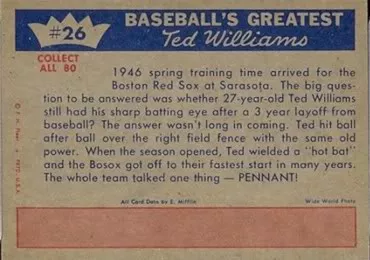 #26
BASEBALL'S GREATEST
Ted Williams
COLLECT
ALL 80
1946 spring training time arrived for the
Boston Red Sox at Sarasota. The big ques-
tion to be answered was whether 27-year-old Ted Williams
still had his sharp batting eye after a 3 year layoff from
baseball? The answer wasn't long in coming. Ted hit ball
after ball over the right field fence with the same old
power. When the season opened, Ted wielded a "hot bat"
and the Bosox got off to their fastest start in many years.
The whole team talked one thing — PENNANT!
All Card Data by E. Mifflin
Wide World Photo